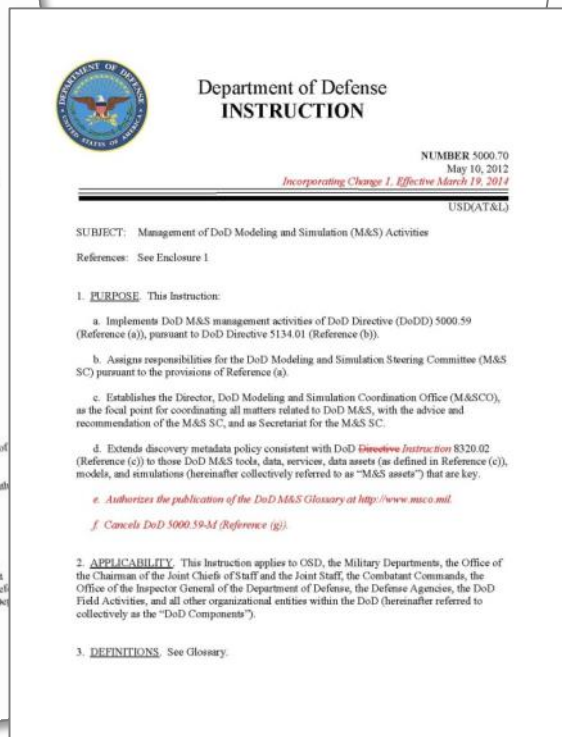 DEPARTMENT OF DEFENSE
UNITED STATES OF AMERICA
Department of Defense
INSTRUCTION
NUMBER 5000.70
May 10, 2012
Incorporating Change 1, Effective March 19, 2014
USD(AT&L)
SUBJECT: Management of DoD Modeling and Simulation (M&S) Activities
References: See Enclosure 1
1. PURPOSE. This Instruction:
a. Implements DoD M&S management activities of DoD Directive (DoDD) 5000.59
(Reference (a)), pursuant to DoD Directive 5134.01 (Reference (b)).
b. Assigns responsibilities for the DoD Modeling and Simulation Steering Committee (M&S
SC) pursuant to the provisions of Reference (a).
c. Establishes the Director, DoD Modeling and Simulation Coordination Office (M&SCO),
as the focal point for coordinating all matters related to DoD M&S, with the advice and
recommendation of the M&S SC, and as Secretariat for the M&S SC.
d. Extends discovery metadata policy consistent with DoD Directive Instruction 8320.02
(Reference (c)) to those DoD M&S tools, data, services, data assets (as defined in Reference (c)),
models, and simulations (hereinafter collectively referred to as "M&S assets") that are key.
e. Authorizes the publication of the DoD M&S Glossary at http://www.msco.mil.
f. Cancels DoD 5000.59-M (Reference (g)).
2. APPLICABILITY. This Instruction applies to OSD, the Military Departments, the Office of
the Chairman of the Joint Chiefs of Staff and the Joint Staff, the Combatant Commands, the
Office of the Inspector General of the Department of Defense, the Defense Agencies, the DoD
Field Activities, and all other organizational entities within the DoD (hereinafter referred to
collectively as the "DoD Components").
3. DEFINITIONS. See Glossary.